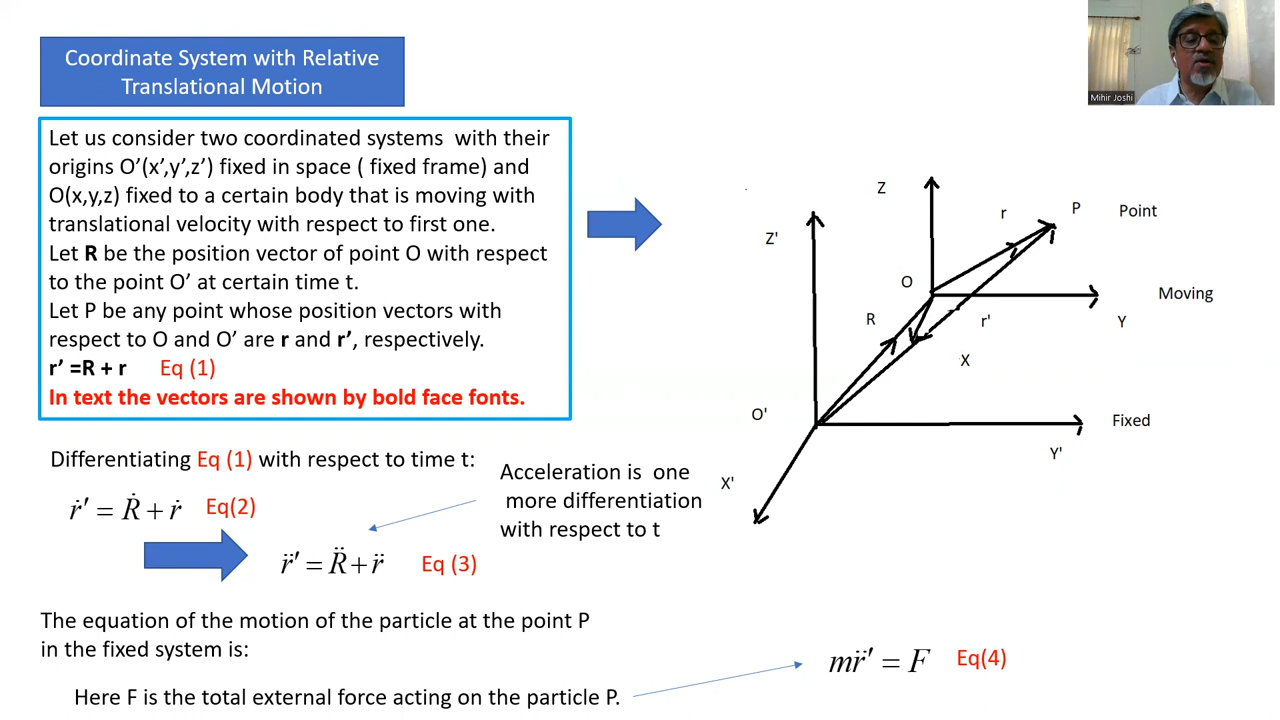 Coordinate System with Relative
Translational Motion
Mihir Joshi
Let us consider two coordinated systems with their
origins O’(x’,y’,z’) fixed in space ( fixed frame) and
O(x,y,z) fixed to a certain body that is moving with
translational velocity with respect to first one.
Let R be the position vector of point O with respect
to the point O’ at certain time t.
Let P be any point whose position vectors with
respect to O and O’ are r and r’, respectively.
r’ =R + r Eq (1)
In text the vectors are shown by bold face fonts.
Z
r
P
Point
Z'
O
Moving
R
r'
Y
X
O'
Fixed
Y'
X'
Differentiating Eq (1) with respect to time t:
ṙ′ = Ṙ + ṙ Eq(2)
Acceleration is one
more differentiation
with respect to t
r̈′ = R̈ + r̈ Eq (3)
The equation of the motion of the particle at the point P
in the fixed system is:
mr̈′ = F Eq(4)
Here F is the total external force acting on the particle P.